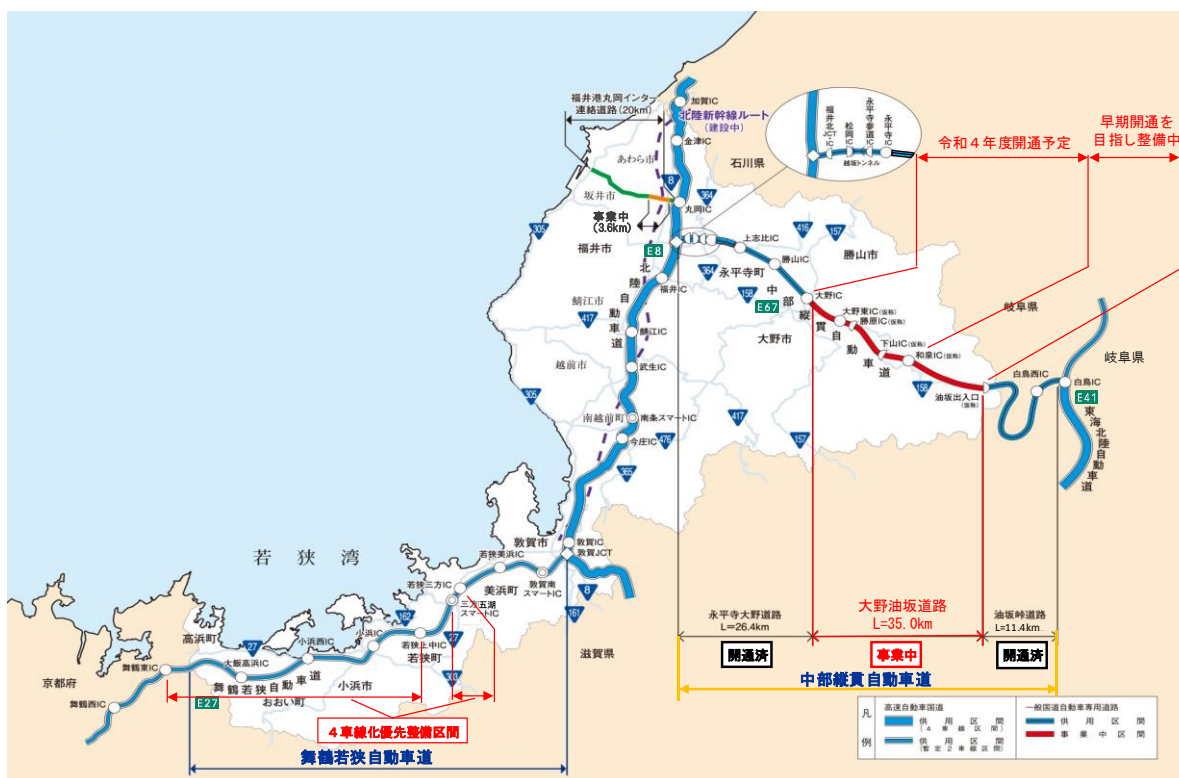 加賀IC
福井港丸岡インター
連絡道路(20km)
北陸新幹線ルート
(建設中)
金津IC
石川県
あわら市
8
364
坂井市
丸岡IC
事業中
(3.6km)
305
福井市
E8
福井北
JCT・IC
松岡IC
永平寺参道IC
永平寺IC
越坂トンネル
令和4年度開通予定
早期開通を
目指し整備中
上志比IC
416
157
勝山市
勝山IC
364
永平寺町
158
福井IC
E67
大野IC
大野東IC(仮称)
勝原IC(仮称)
岐阜県
岐阜県
北陸自動車道
中部縦貫自動車道
鯖江市
417
鯖江IC
大野市
下山IC(仮称)
和泉IC(仮称)
158
白鳥西IC
白鳥IC
E41
東海北陸自動車道
油坂出入口
(仮称)
越前市
武生IC
305
南越前町
南条スマートIC
417
今庄IC
476
157
365
敦賀市
敦賀IC
敦賀JCT
若狭湾
若狭美浜IC
美浜町
敦賀南
スマートIC
8
161
若狭三方IC
三方五湖
スマートIC
162
滋賀県
高浜町
27
小浜西IC
小浜IC
若狭上中IC
27
若狭町
303
舞鶴東IC
大飯高浜IC
舞鶴若狭自動車道
小浜市
京都府
E27
おおい町
舞鶴西IC
4車線化優先整備区間
舞鶴若狭自動車道
永平寺大野道路
L=26.4km
大野油坂道路
L=35.0km
油坂峠道路
L=11.4km
開通済
事業中
開通済
中部縦貫自動車道
凡例
高速自動車国道
供用区間
(4車線区間)
供用区間
(暫定2車線区間)
一般国道自動車専用道路
供用区間
事業中区間